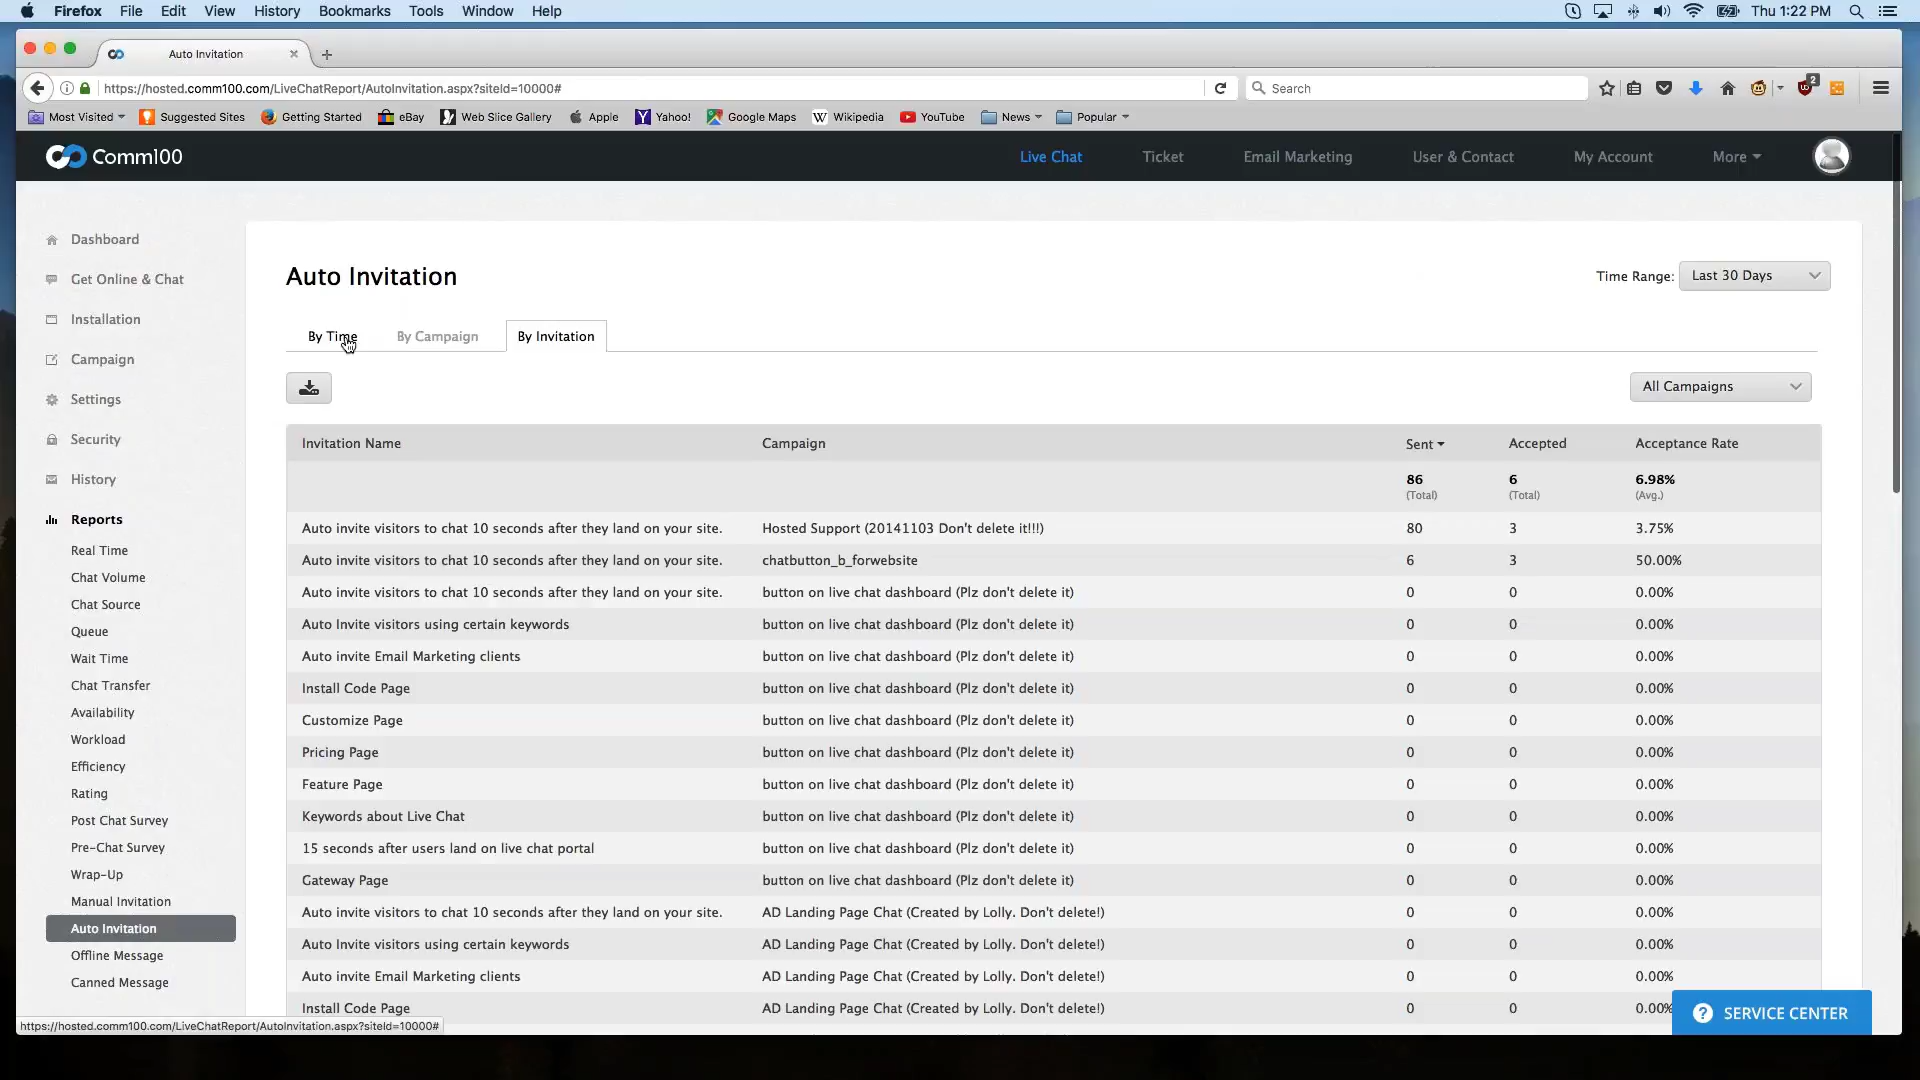 Firefox File Edit View History Bookmarks Tools Window Help Thu 1:22 PM
Auto Invitation
https://hosted.comm100.com/LiveChatReport/AutoInvitation.aspx?siteId=10000# Search 2
Most Visited Suggested Sites Getting Started eBay Web Slice Gallery Apple Yahoo! Google Maps Wikipedia YouTube News Popular
Comm100 Live Chat Ticket Email Marketing User & Contact My Account More
Dashboard
Get Online & Chat
Installation
Campaign
Settings
Security
History
Reports
Real Time
Chat Volume
Chat Source
Queue
Wait Time
Chat Transfer
Availability
Workload
Efficiency
Rating
Post Chat Survey
Pre-Chat Survey
Wrap-Up
Manual Invitation
Auto Invitation
Offline Message
Canned Message
Auto Invitation
Time Range: Last 30 Days
By Time By Campaign By Invitation
All Campaigns
Invitation Name Campaign Sent Accepted Acceptance Rate
86 6 6.98%
(Total) (Total) (Avg.)
Auto invite visitors to chat 10 seconds after they land on your site. Hosted Support (20141103 Don't delete it!!!) 80 3 3.75%
Auto invite visitors to chat 10 seconds after they land on your site. chatbutton_b_forwebsite 6 3 50.00%
Auto invite visitors to chat 10 seconds after they land on your site. button on live chat dashboard (Plz don't delete it) 0 0 0.00%
Auto Invite visitors using certain keywords button on live chat dashboard (Plz don't delete it) 0 0 0.00%
Auto invite Email Marketing clients button on live chat dashboard (Plz don't delete it) 0 0 0.00%
Install Code Page button on live chat dashboard (Plz don't delete it) 0 0 0.00%
Customize Page button on live chat dashboard (Plz don't delete it) 0 0 0.00%
Pricing Page button on live chat dashboard (Plz don't delete it) 0 0 0.00%
Feature Page button on live chat dashboard (Plz don't delete it) 0 0 0.00%
Keywords about Live Chat button on live chat dashboard (Plz don't delete it) 0 0 0.00%
15 seconds after users land on live chat portal button on live chat dashboard (Plz don't delete it) 0 0 0.00%
Gateway Page button on live chat dashboard (Plz don't delete it) 0 0 0.00%
Auto invite visitors to chat 10 seconds after they land on your site. AD Landing Page Chat (Created by Lolly. Don't delete!) 0 0 0.00%
Auto Invite visitors using certain keywords AD Landing Page Chat (Created by Lolly. Don't delete!) 0 0 0.00%
Auto invite Email Marketing clients AD Landing Page Chat (Created by Lolly. Don't delete!) 0 0 0.00%
Install Code Page AD Landing Page Chat (Created by Lolly. Don't delete!) 0 0 0.00%
? SERVICE CENTER
https://hosted.comm100.com/LiveChatReport/AutoInvitation.aspx?siteId=10000#